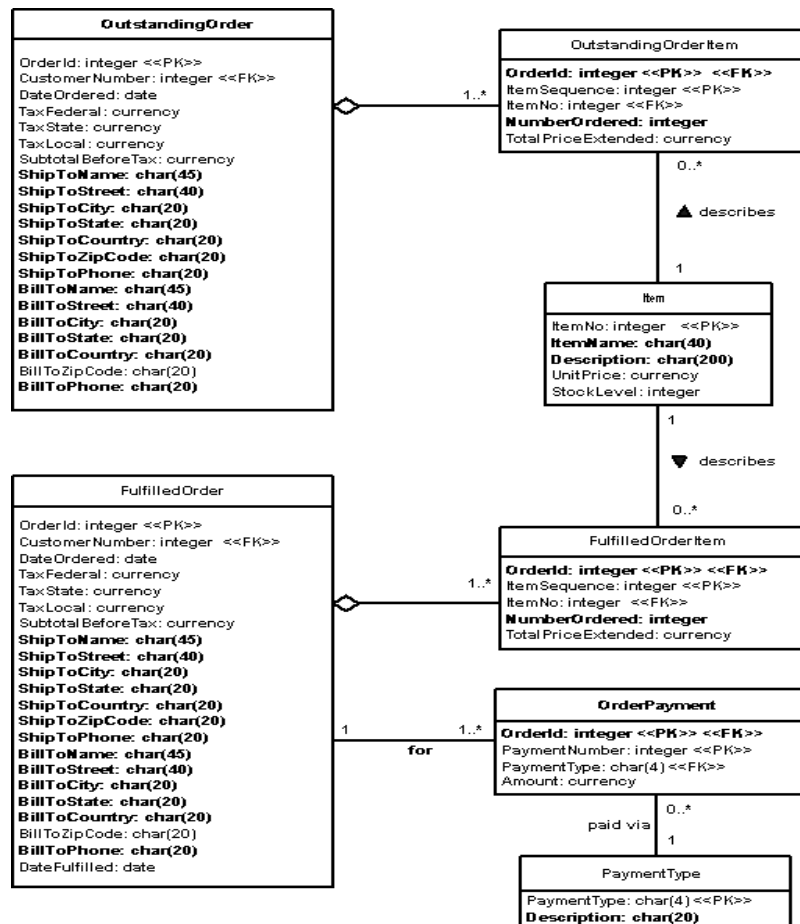 OutstandingOrder
OrderId: integer <<PK>>
CustomerNumber: integer <<FK>>
DateOrdered: date
TaxFederal: currency
TaxState: currency
TaxLocal: currency
SubtotalBeforeTax: currency
ShipToName: char(45)
ShipToStreet: char(40)
ShipToCity: char(20)
ShipToState: char(20)
ShipToCountry: char(20)
ShipToZipCode: char(20)
ShipToPhone: char(20)
BillToName: char(45)
BillToStreet: char(40)
BillToCity: char(20)
BillToState: char(20)
BillToCountry: char(20)
BillToZipCode: char(20)
BillToPhone: char(20)
1..*
OutstandingOrderItem
OrderId: integer <<PK>> <<FK>>
ItemSequence: integer <<PK>>
ItemNo: integer <<FK>>
NumberOrdered: integer
TotalPriceExtended: currency
0..*
describes
1
Item
ItemNo: integer <<PK>>
ItemName: char(40)
Description: char(200)
UnitPrice: currency
StockLevel: integer
1
describes
0..*
FulfilledOrder
OrderId: integer <<PK>>
CustomerNumber: integer <<FK>>
DateOrdered: date
TaxFederal: currency
TaxState: currency
TaxLocal: currency
SubtotalBeforeTax: currency
ShipToName: char(45)
ShipToStreet: char(40)
ShipToCity: char(20)
ShipToState: char(20)
ShipToCountry: char(20)
ShipToZipCode: char(20)
ShipToPhone: char(20)
BillToName: char(45)
BillToStreet: char(40)
BillToCity: char(20)
BillToState: char(20)
BillToCountry: char(20)
BillToZipCode: char(20)
BillToPhone: char(20)
DateFulfilled: date
1..*
FulfilledOrderItem
OrderId: integer <<PK>> <<FK>>
ItemSequence: integer <<PK>>
ItemNo: integer <<FK>>
NumberOrdered: integer
TotalPriceExtended: currency
1
for
1..*
OrderPayment
OrderId: integer <<PK>> <<FK>>
PaymentNumber: integer <<PK>>
PaymentType: char(4) <<FK>>
Amount: currency
0..*
paid via
1
PaymentType
PaymentType: char(4) <<PK>>
Description: char(20)